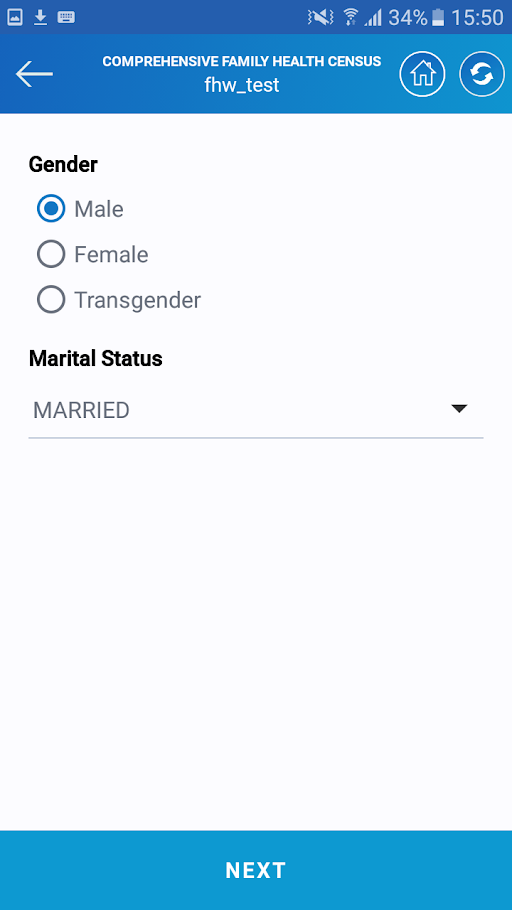 34% 15:50
COMPREHENSIVE FAMILY HEALTH CENSUS
fhw_test
Gender
Male
Female
Transgender
Marital Status
MARRIED
NEXT